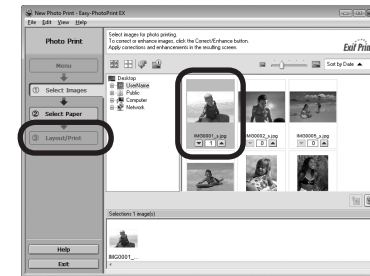 New Photo Print - Easy-PhotoPrint EX
File Edit View Help
Photo Print
Select images for photo printing.
To correct or enhance images, click the Correct/Enhance button.
Apply corrections and enhancements in the resulting screen.
Exif Prin
Menu
Sort by Date
① Select Images
② Select Paper
③ Layout/Print
Desktop
UserName
Public
Computer
Network
IMG0001_s.jpg
IMG0002_s.jpg
IMG0005_s.jpg
1
0
0
Selections 1 image(s)
IMG0001_...
Help
Exit